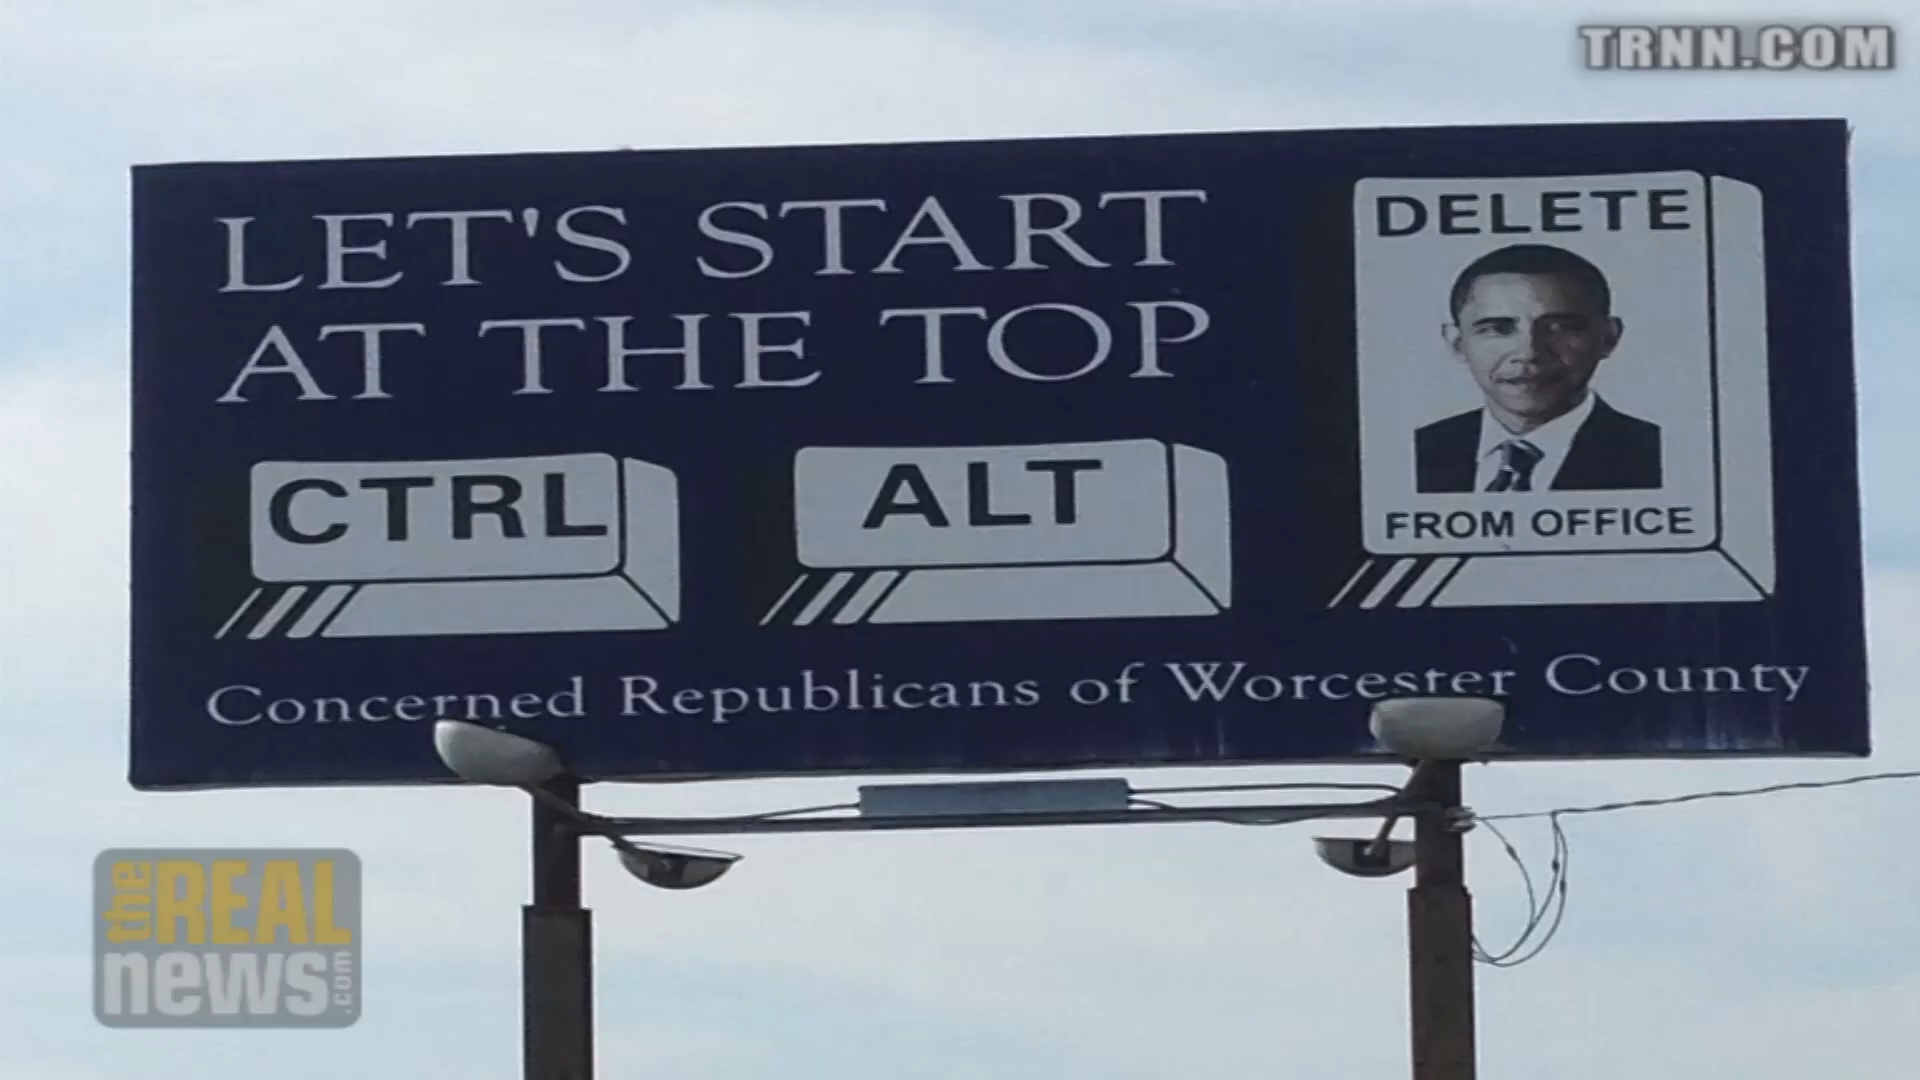 TRNN.COM
LET'S START
AT THE TOP
CTRL
ALT
DELETE
FROM OFFICE
Concerned Republicans of Worcester County
the
REAL
news.com